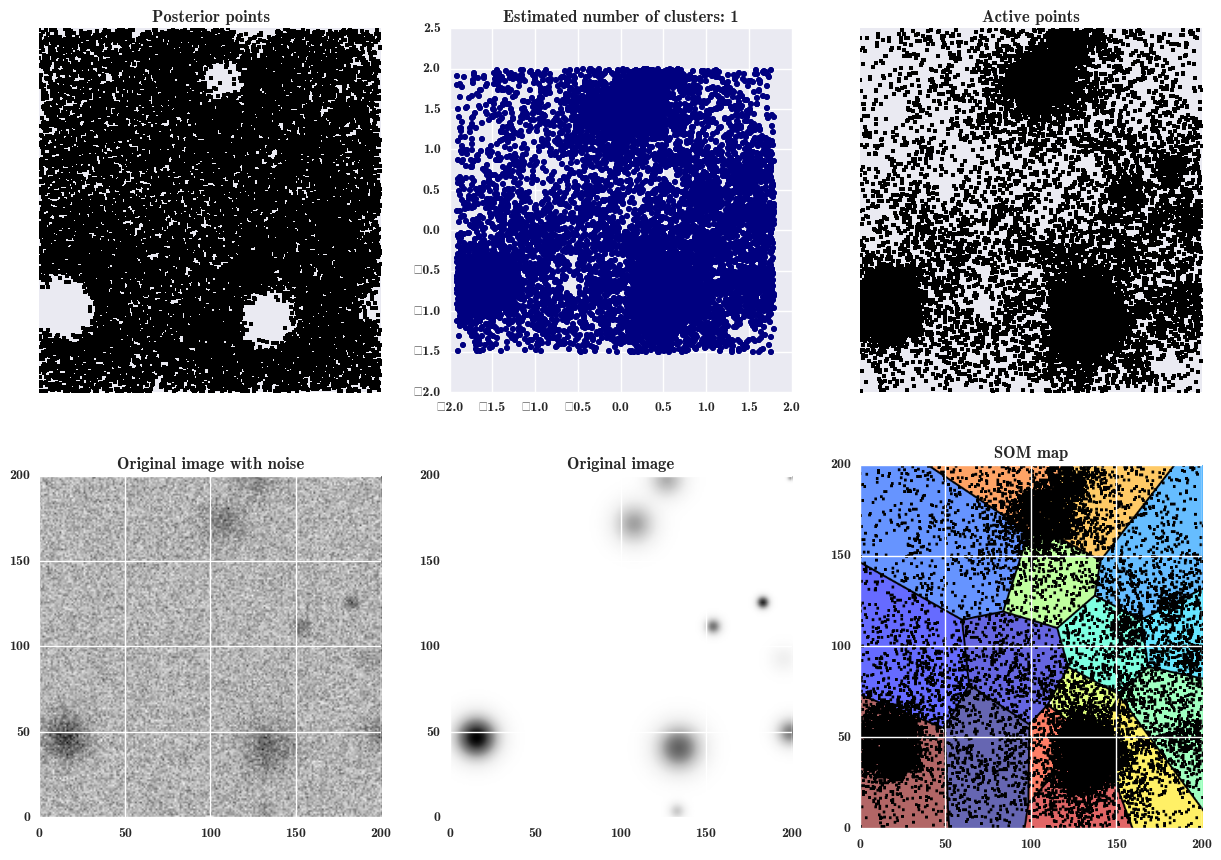 Posterior points
Estimated number of clusters: 1
Active points
2.5
2.0
1.5
1.0
0.5
0.0
□0.5
□1.0
□1.5
□2.0
□2.0 □1.5 □1.0 □0.5 0.0 0.5 1.0 1.5 2.0
Original image with noise
200
150
100
50
0
0 50 100 150 200
Original image
200
150
100
50
0
0 50 100 150 200
SOM map
200
150
100
50
0
0 50 100 150 200